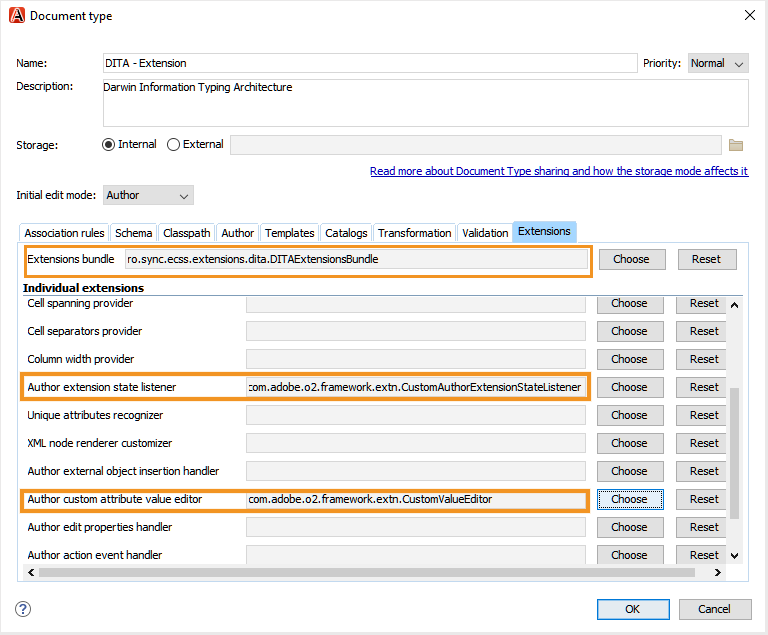 Document type
Name: DITA - Extension Priority: Normal
Description: Darwin Information Typing Architecture
Storage: Internal External
Read more about Document Type sharing and how the storage mode affects it
Initial edit mode: Author
Association rules Schema Classpath Author Templates Catalogs Transformation Validation Extensions
Extensions bundle ro.sync.ecss.extensions.dita.DITAExtensionsBundle Choose Reset
Individual extensions
Cell spanning provider Choose Reset
Cell separators provider Choose Reset
Column width provider Choose Reset
Author extension state listener com.adobe.o2.framework.extn.CustomAuthorExtensionStateListener Choose Reset
Unique attributes recognizer Choose Reset
XML node renderer customizer Choose Reset
Author external object insertion handler Choose Reset
Author custom attribute value editor com.adobe.o2.framework.extn.CustomValueEditor Choose Reset
Author edit properties handler Choose Reset
Author action event handler Choose Reset
? OK Cancel